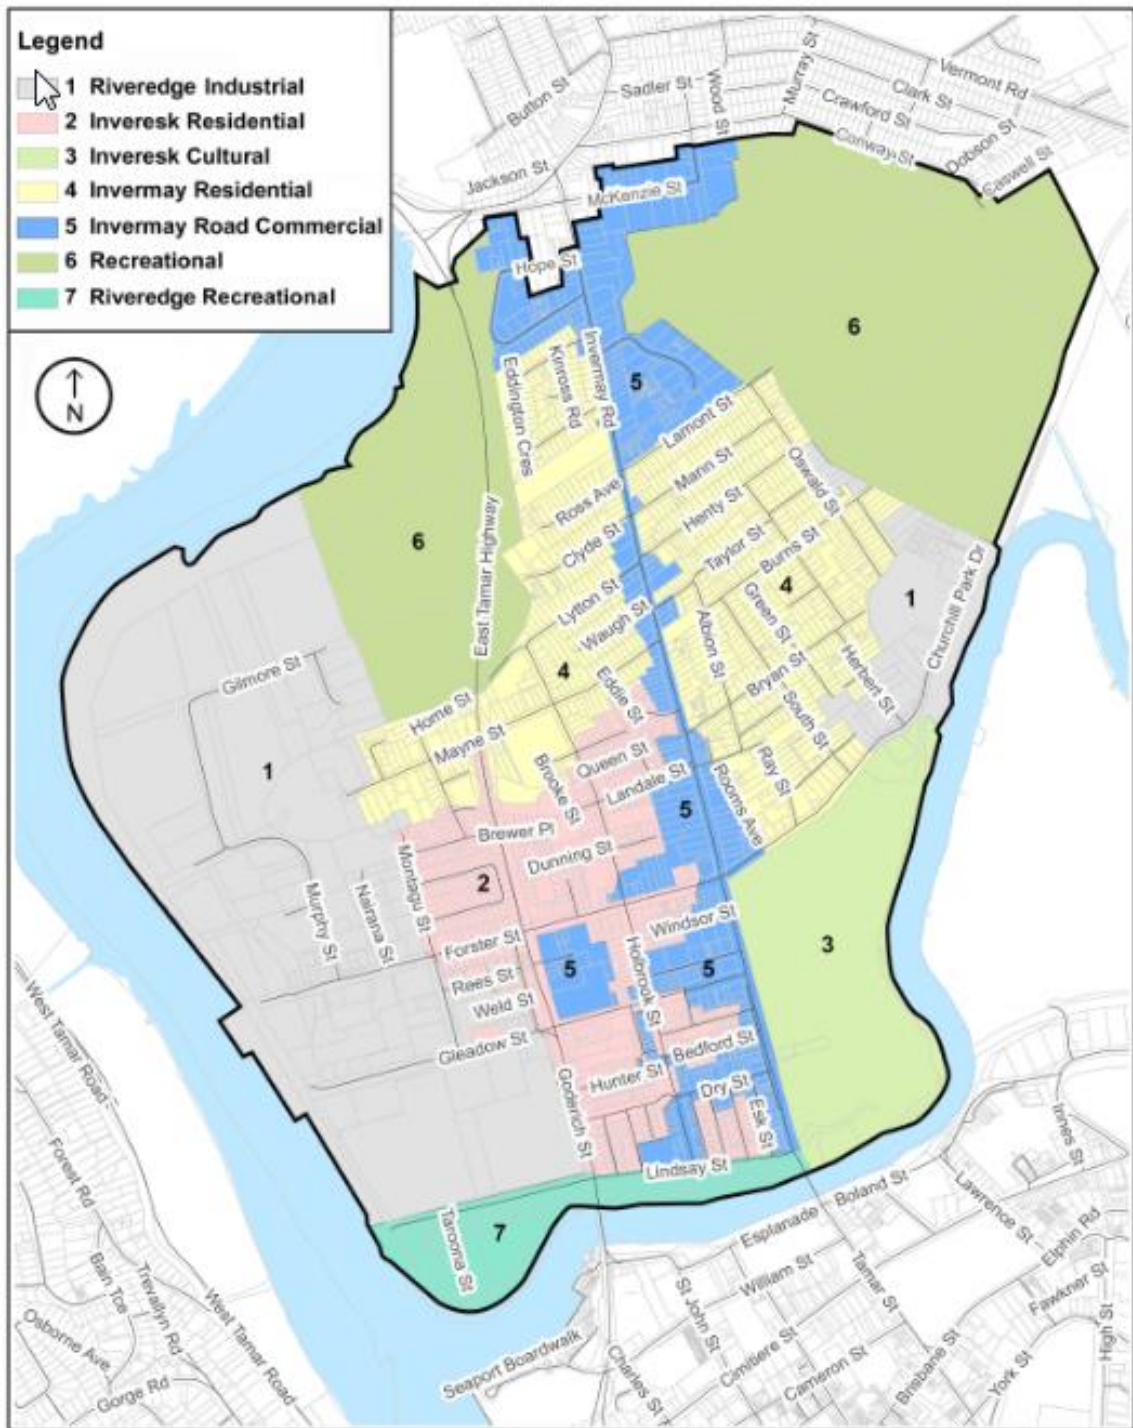 Legend
1 Riveredge Industrial
2 Inveresk Residential
3 Inveresk Cultural
4 Invermay Residential
5 Invermay Road Commercial
6 Recreational
7 Riveredge Recreational
N
Button St
Sadler St
Wood St
Murray St
Vermont Rd
Clark St
Crawford St
Conway St
Dobson St
Caswell St
Jackson St
McKenzie St
Hope St
6
Invermay Rd
Kinross Rd
Eddington Cres
5
Lamont St
Mann St
Oswald St
Ross Ave
Henty St
East Tamar Highway
6
Clyde St
Taylor St
Burns St
Churchill Park Dr
4
1
Lytton St
Waugh St
Green St
Albion St
Gilmore St
4
Eddie St
Bryan St
Herbert St
Home St
Mayne St
South St
1
Queen St
Brooke St
Landale St
Ray St
Rooms Ave
5
Brewer Pl
Dunning St
Montagu St
2
Murphy St
Nairana St
Forster St
Windsor St
3
5
5
Holbrook St
Rees St
Weld St
Gleadow St
Bedford St
Hunter St
Dry St
Esk St
Goderich St
Lindsay St
7
Taroona St
West Tamar Road
Forest Rd
Bain Tce
Trevallyn Rd
Osborne Ave
Gorge Rd
West Tamar Road
Seaport Boardwalk
Charles St
St John St
William St
Cimitiere St
Cameron St
Esplanade
Boland St
Tamar St
Brisbane St
York St
Lawrence St
Innes St
Elphin Rd
Fawkner St
High St